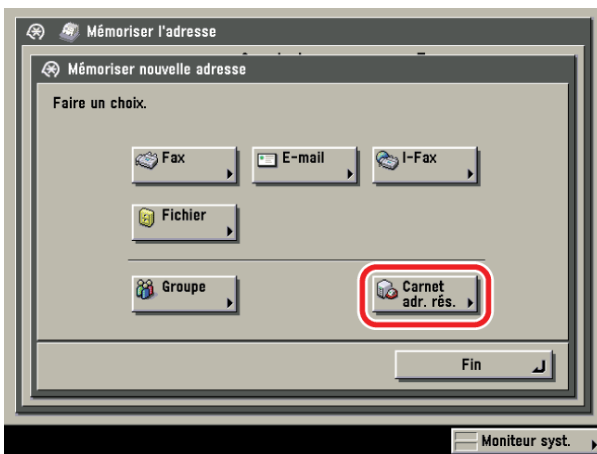 Mémoriser l'adresse
Mémoriser nouvelle adresse
Faire un choix.
Fax
E-mail
I-Fax
Fichier
Groupe
Carnet
adr. rés.
Fin
Moniteur syst.